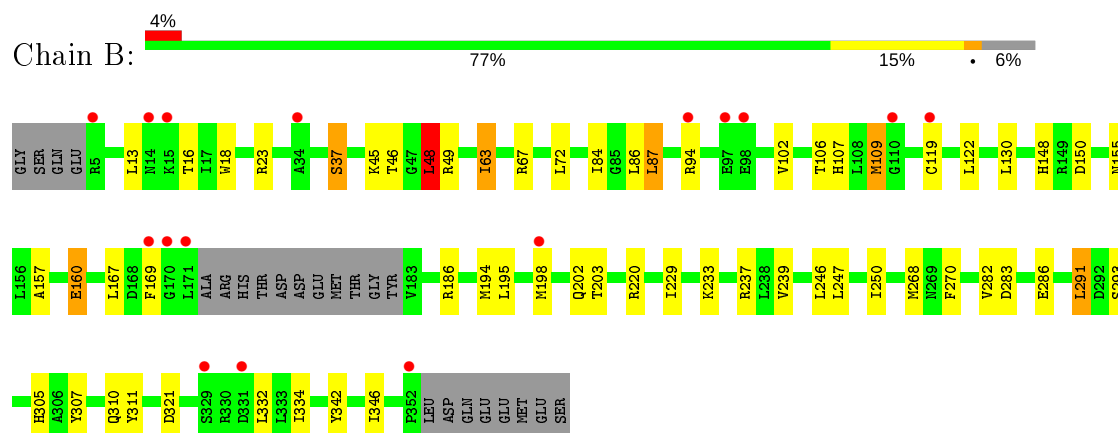 4%
Chain B:
77% 15% • 6%
GLY SER GLN GLU R5 L13 N14 K15 T16 I17 W18 R23 A34 S37 K45 T46 G47 L48 R49 I63 R67 L72 I84 G85 L86 L87 R94 E97 E98 V102 T106 H107 L108 M109 G110 C119 L122 L130 H148 R149 D150 N155
L156 A157 E160 L167 D168 F169 G170 L171 ALA ARG HIS THR ASP ASP GLU MET THR GLY TYR V183 R186 M194 L195 M198 Q202 T203 R220 I229 K233 R237 L238 V239 L246 L247 I250 M268 N269 F270 V282 D283 E286 L291 D292 S293
H305 A306 Y307 Q310 Y311 D321 S329 R330 D331 L332 L333 I334 Y342 I346 P352 LEU ASP GLN GLU GLU MET GLU SER